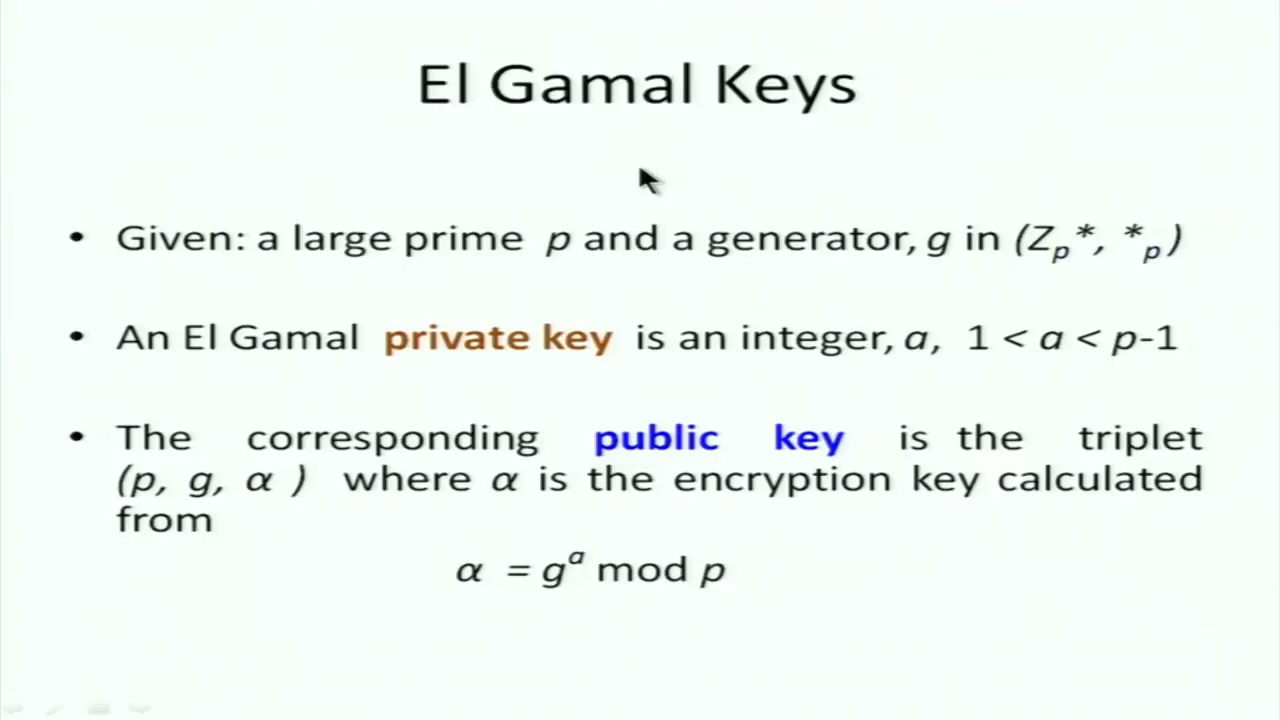 El Gamal Keys
• Given: a large prime p and a generator, g in (Zₚ*, *ₚ)
• An El Gamal private key is an integer, a, 1 < a < p-1
• The corresponding public key is the triplet
(p, g, α ) where α is the encryption key calculated
from
α = gᵃ mod p